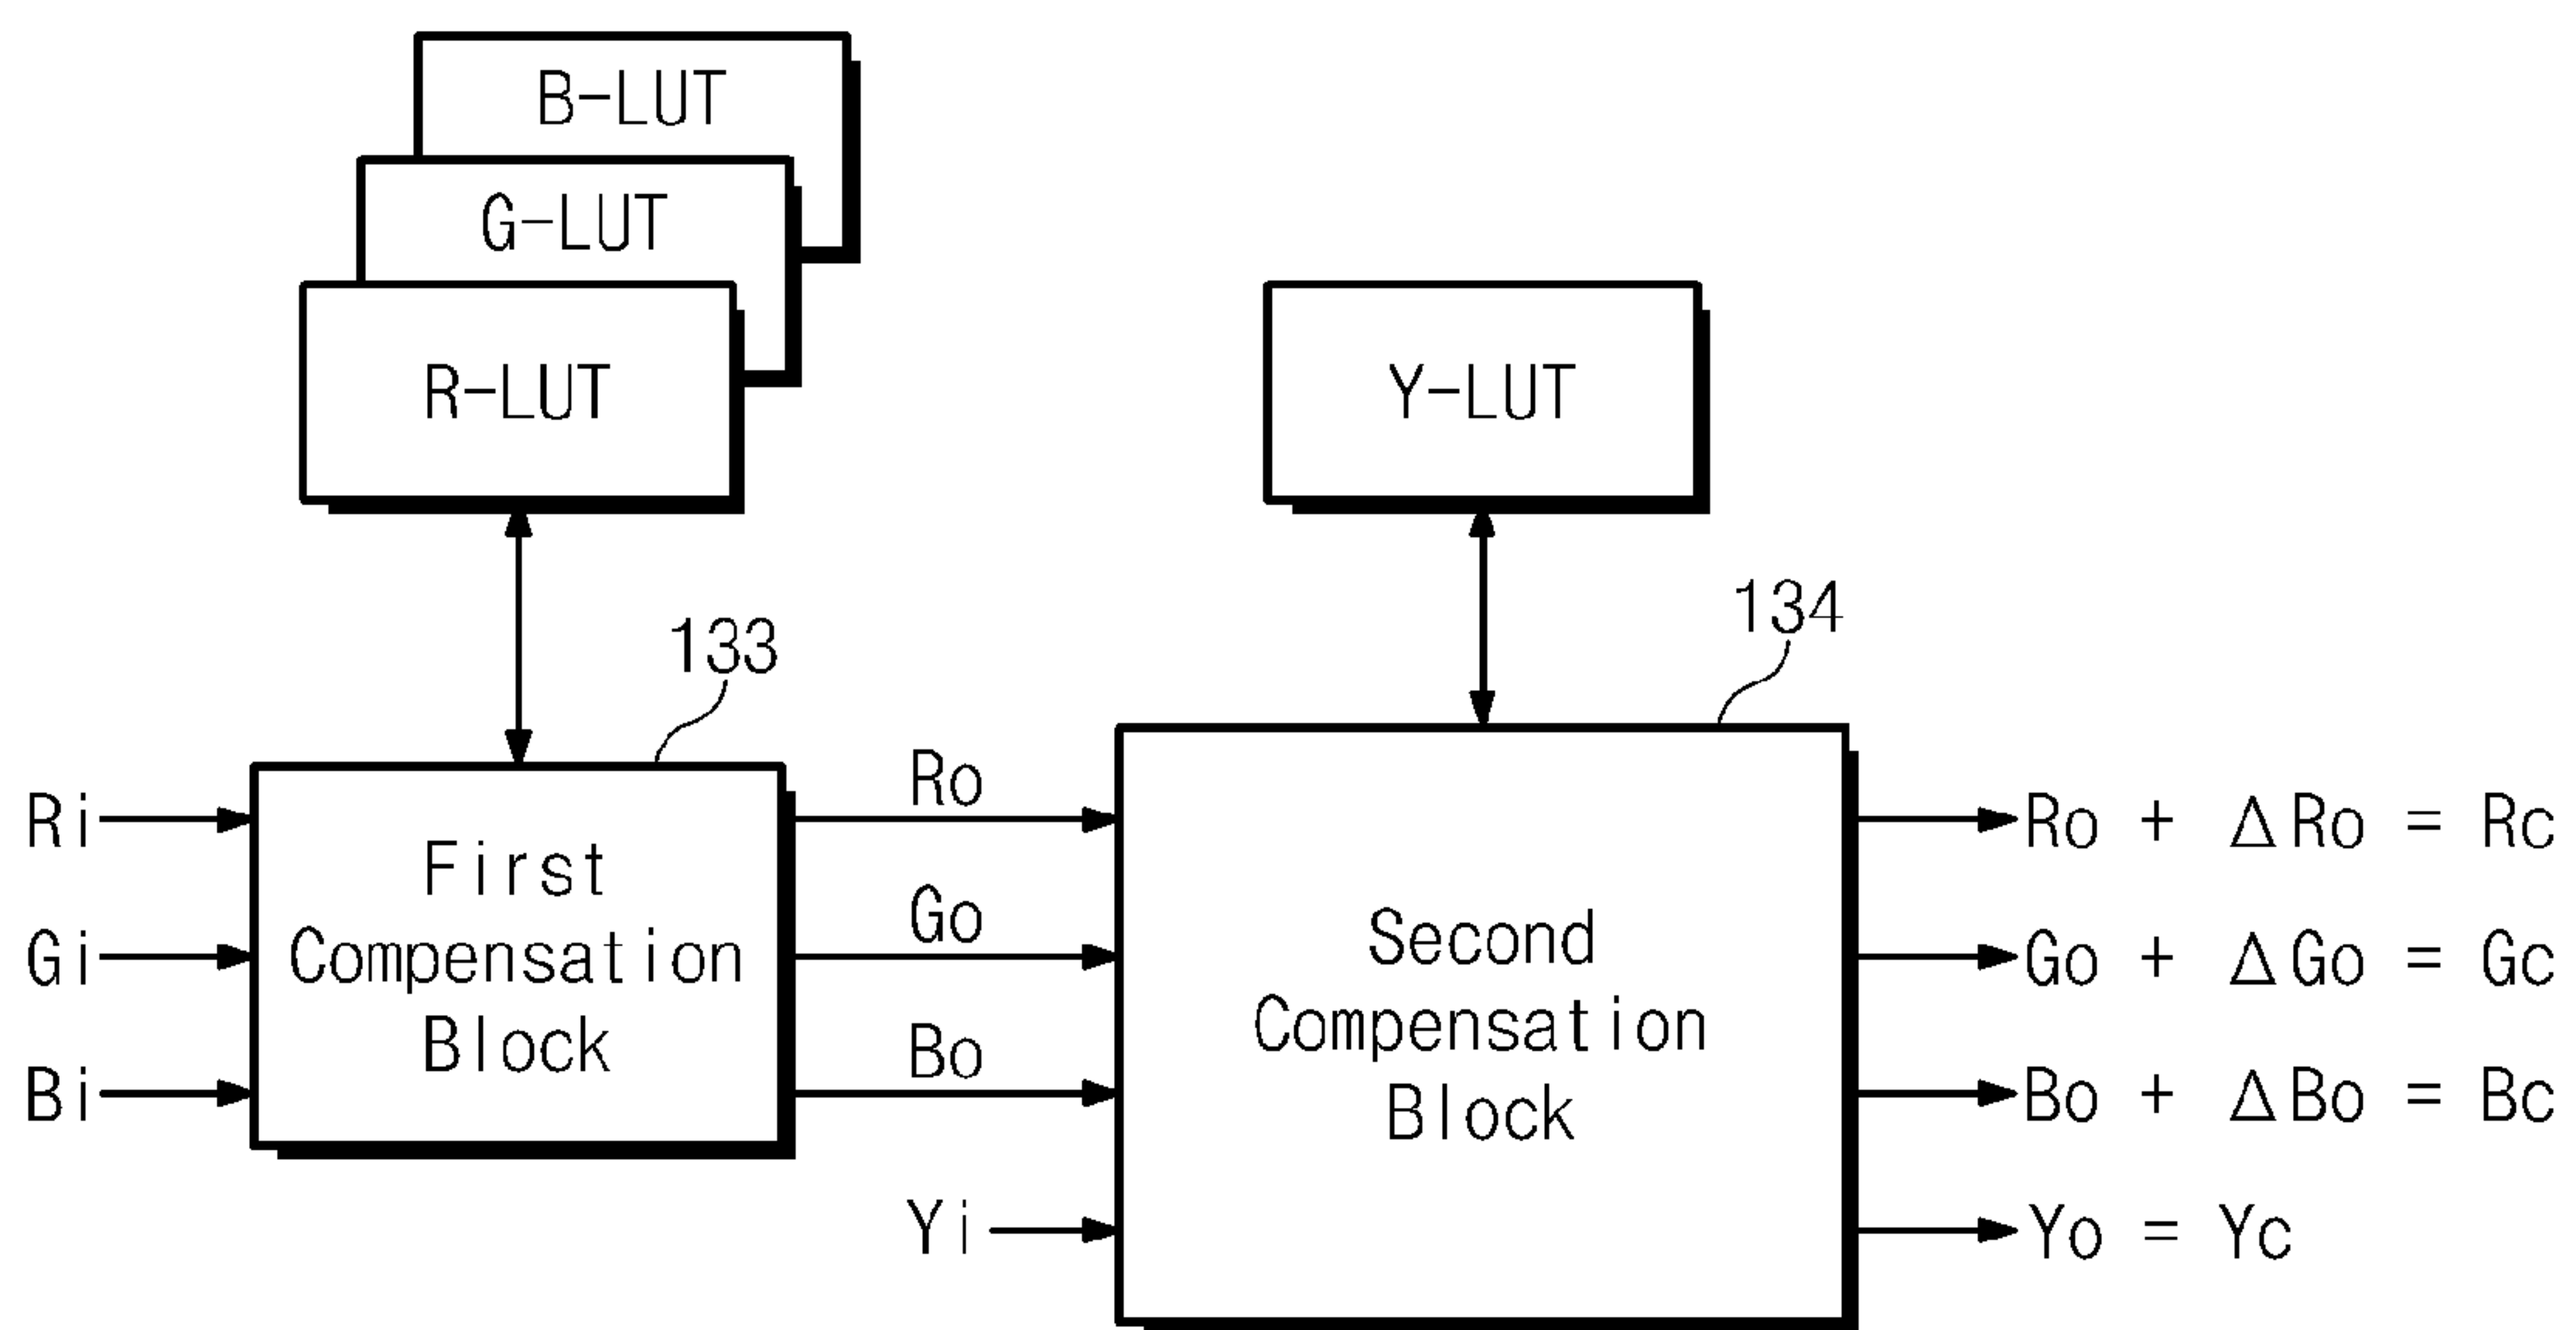 B-LUT
G-LUT
R-LUT
Y-LUT
133
134
Ri
Gi
Bi
First
Compensation
Block
Ro
Go
Bo
Yi
Second
Compensation
Block
Ro + ΔRo = Rc
Go + ΔGo = Gc
Bo + ΔBo = Bc
Yo = Yc